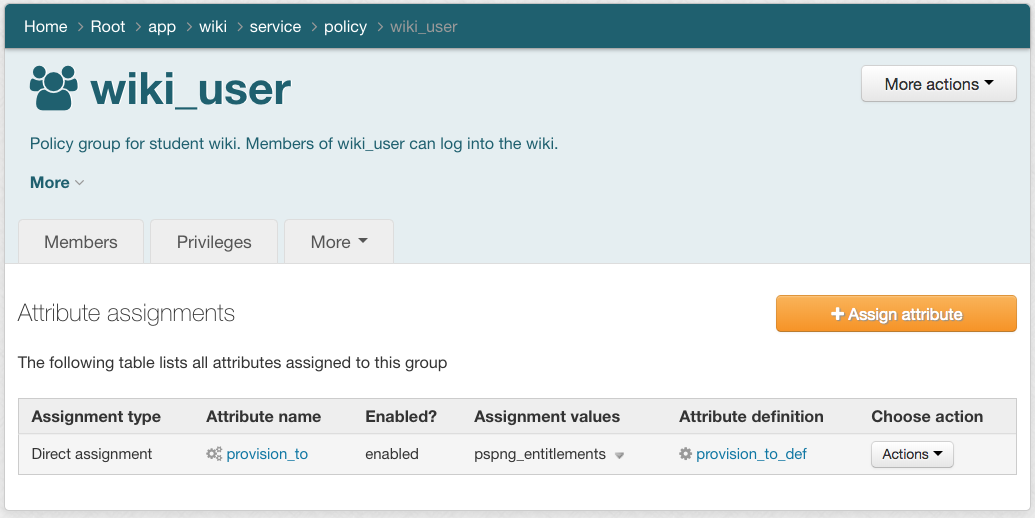 Home > Root > app > wiki > service > policy > wiki_user
wiki_user
More actions
Policy group for student wiki. Members of wiki_user can log into the wiki.
More
Members Privileges More
Attribute assignments
+ Assign attribute
The following table lists all attributes assigned to this group
Assignment type Attribute name Enabled? Assignment values Attribute definition Choose action
Direct assignment provision_to enabled pspng_entitlements provision_to_def Actions